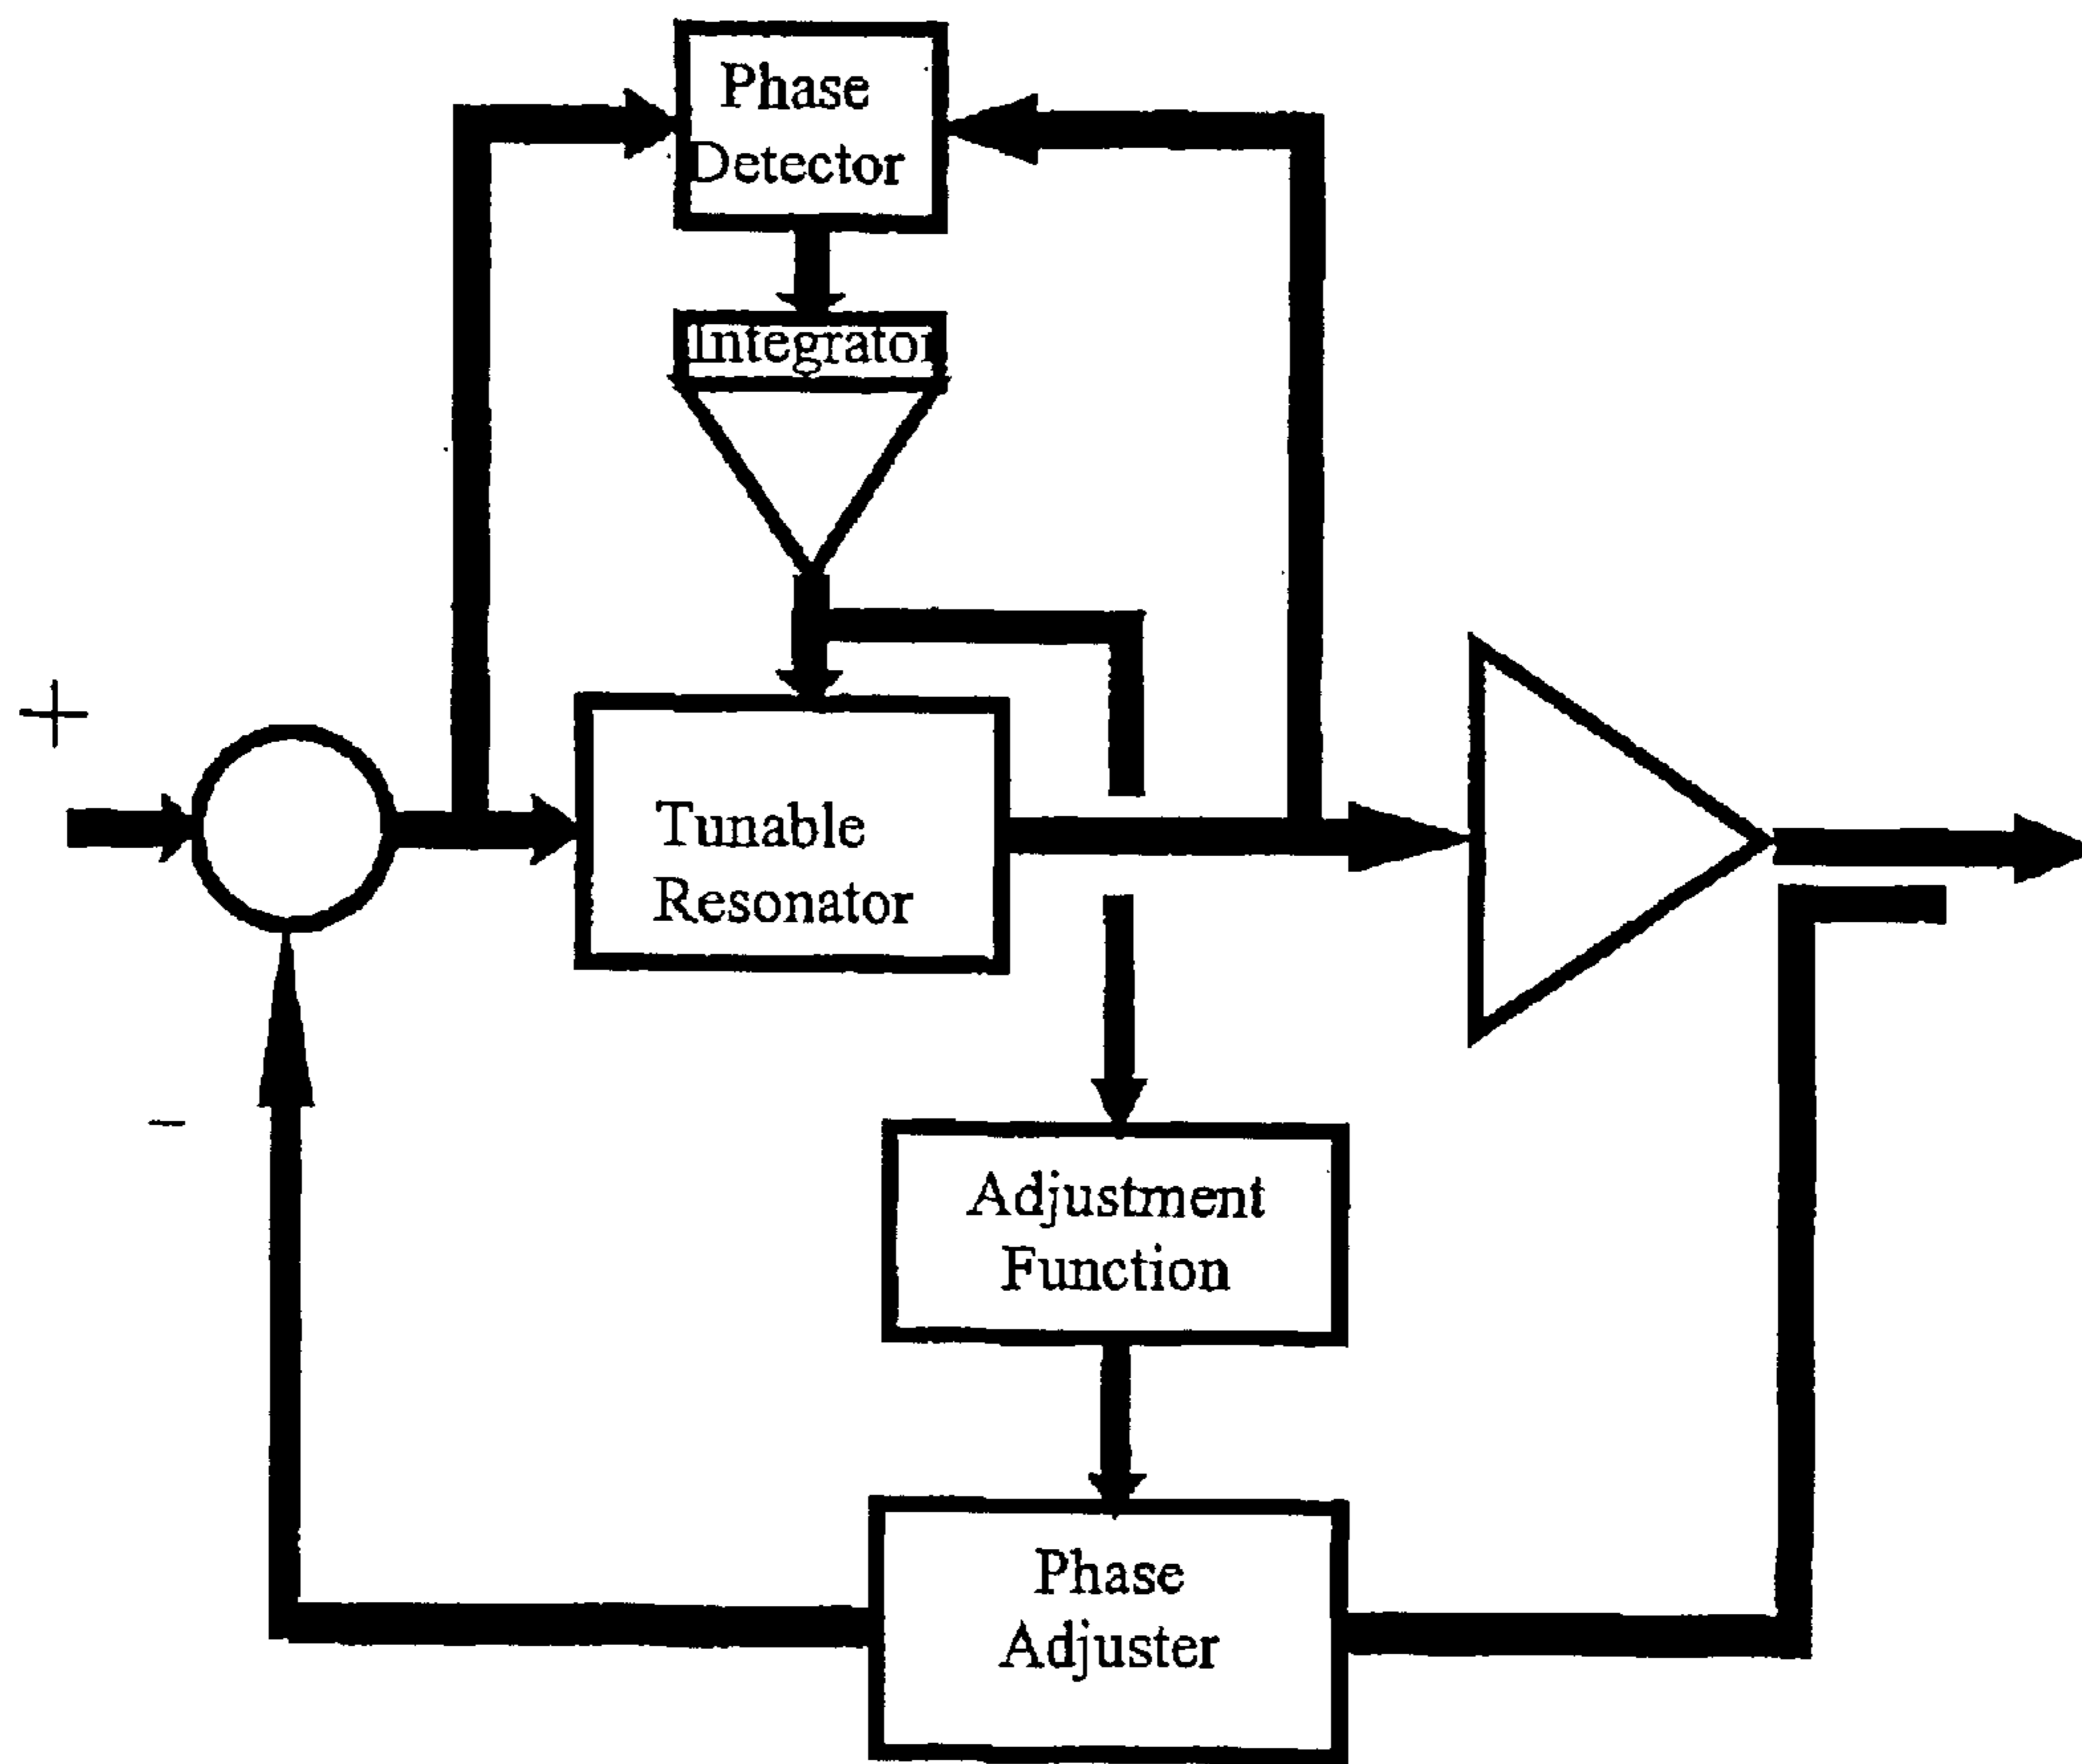 Phase
Detector
Integrator
+
Tunable
Resonator
-
Adjustment
Function
Phase
Adjuster